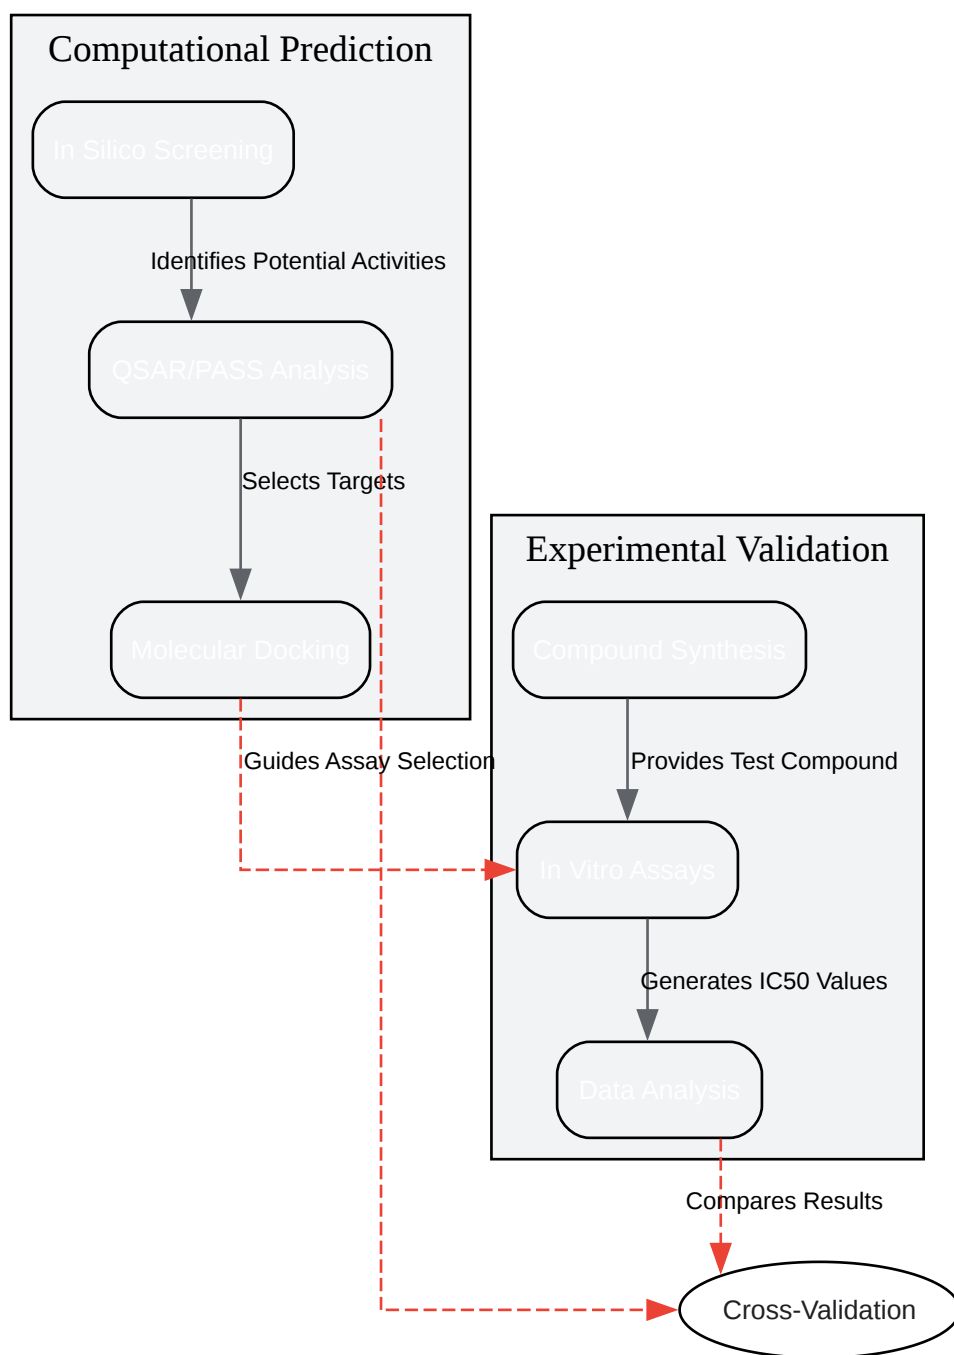 Computational Prediction
In Silico Screening
Identifies Potential Activities
QSAR/PASS Analysis
Selects Targets
Molecular Docking
Guides Assay Selection
Experimental Validation
Compound Synthesis
Provides Test Compound
In Vitro Assays
Generates IC50 Values
Data Analysis
Compares Results
Cross-Validation